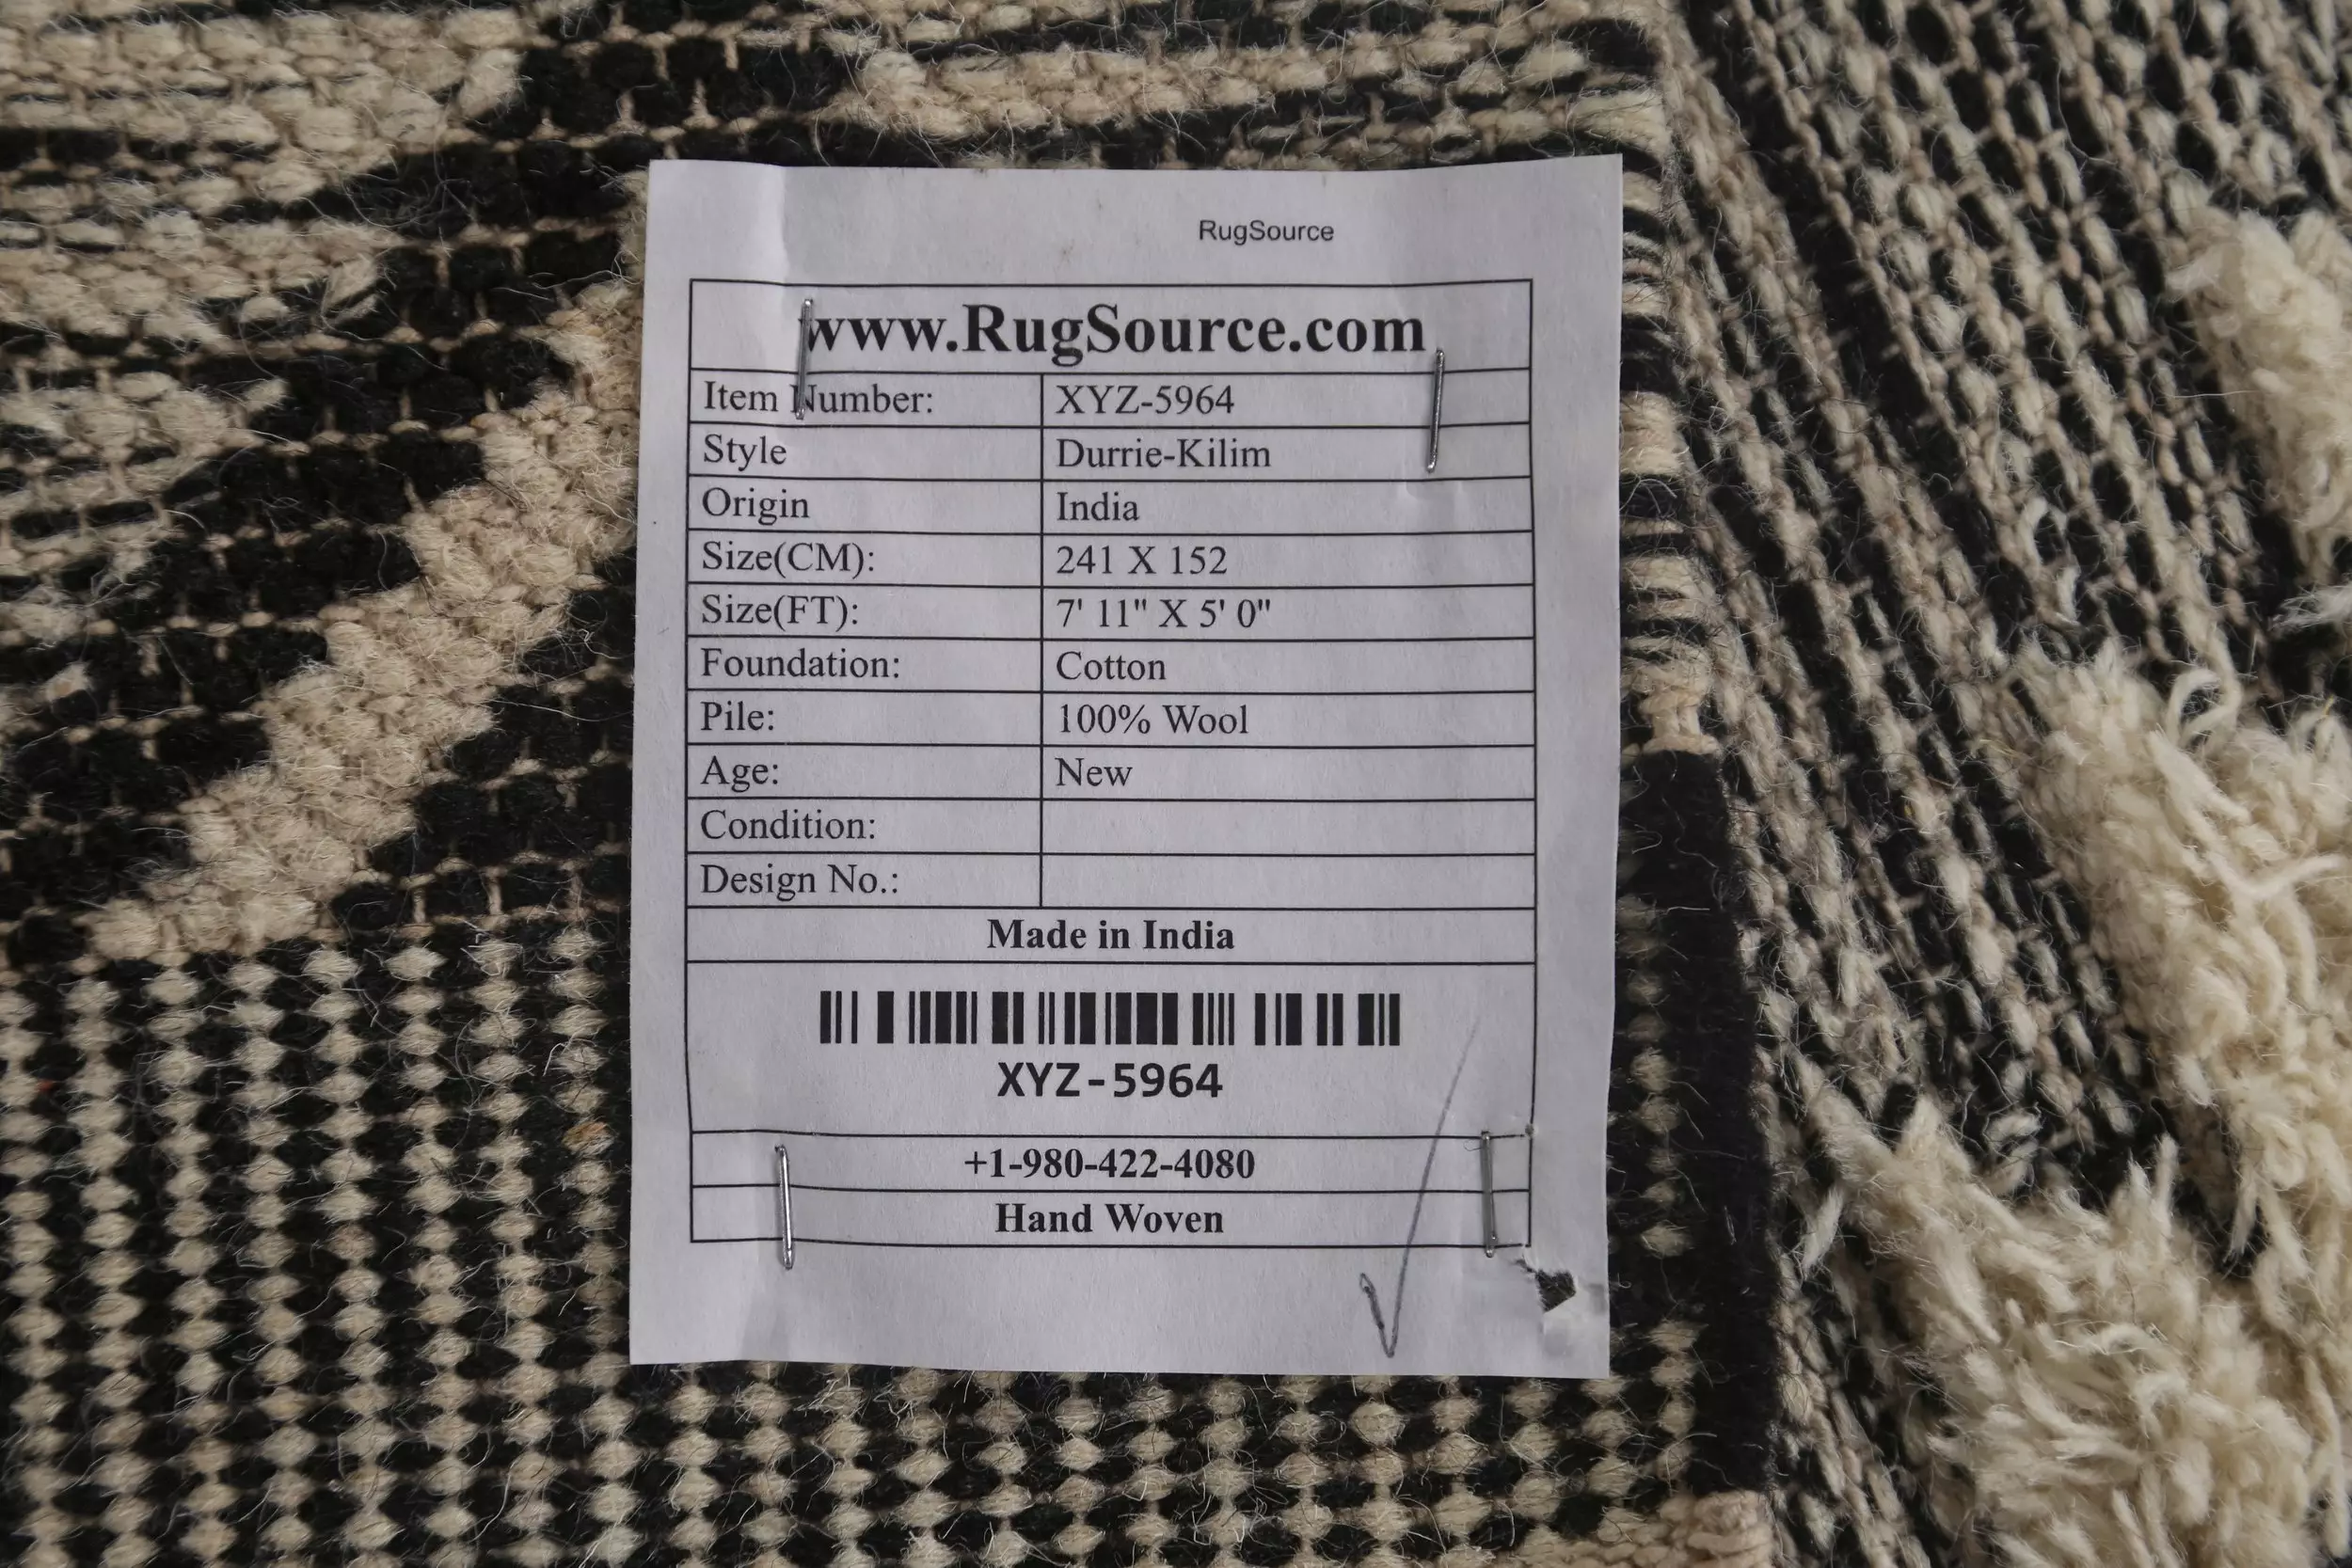 RugSource
www.RugSource.com
Item Number: XYZ-5964
Style Durrie-Kilim
Origin India
Size(CM): 241 X 152
Size(FT): 7' 11" X 5' 0"
Foundation: Cotton
Pile: 100% Wool
Age: New
Condition:
Design No.:
Made in India
XYZ-5964
+1-980-422-4080
Hand Woven